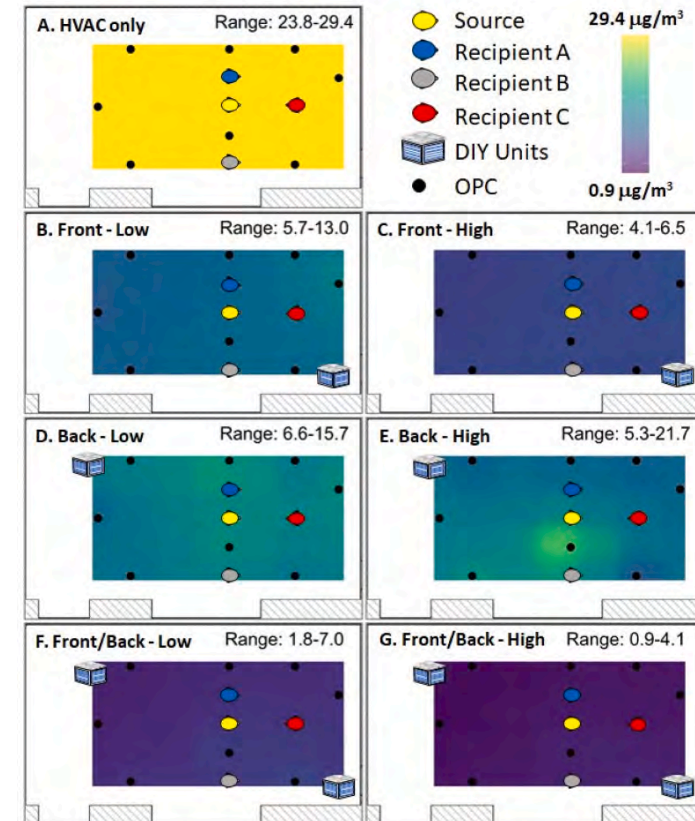 A. HVAC only Range: 23.8-29.4
Source
Recipient A
Recipient B
Recipient C
DIY Units
OPC
29.4 µg/m³
0.9 µg/m³
B. Front - Low Range: 5.7-13.0
C. Front - High Range: 4.1-6.5
D. Back - Low Range: 6.6-15.7
E. Back - High Range: 5.3-21.7
F. Front/Back - Low Range: 1.8-7.0
G. Front/Back - High Range: 0.9-4.1